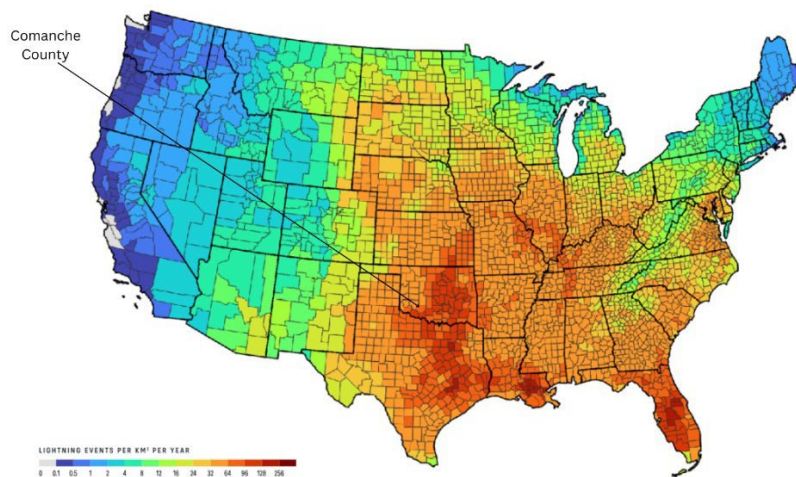 Comanche
County
LIGHTNING EVENTS PER KM² PER YEAR
0 0.1 0.5 1 2 4 8 12 16 24 32 64 96 128 256